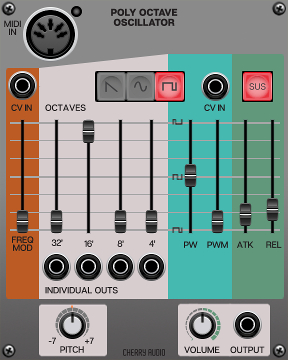 POLY OCTAVE
OSCILLATOR
MIDI
IN
CV IN
OCTAVES
CV IN
SUS
FREQ
MOD
32'
16'
8'
4'
PW
PWM
ATK
REL
INDIVIDUAL OUTS
-7
+7
PITCH
CHERRY AUDIO
VOLUME
OUTPUT